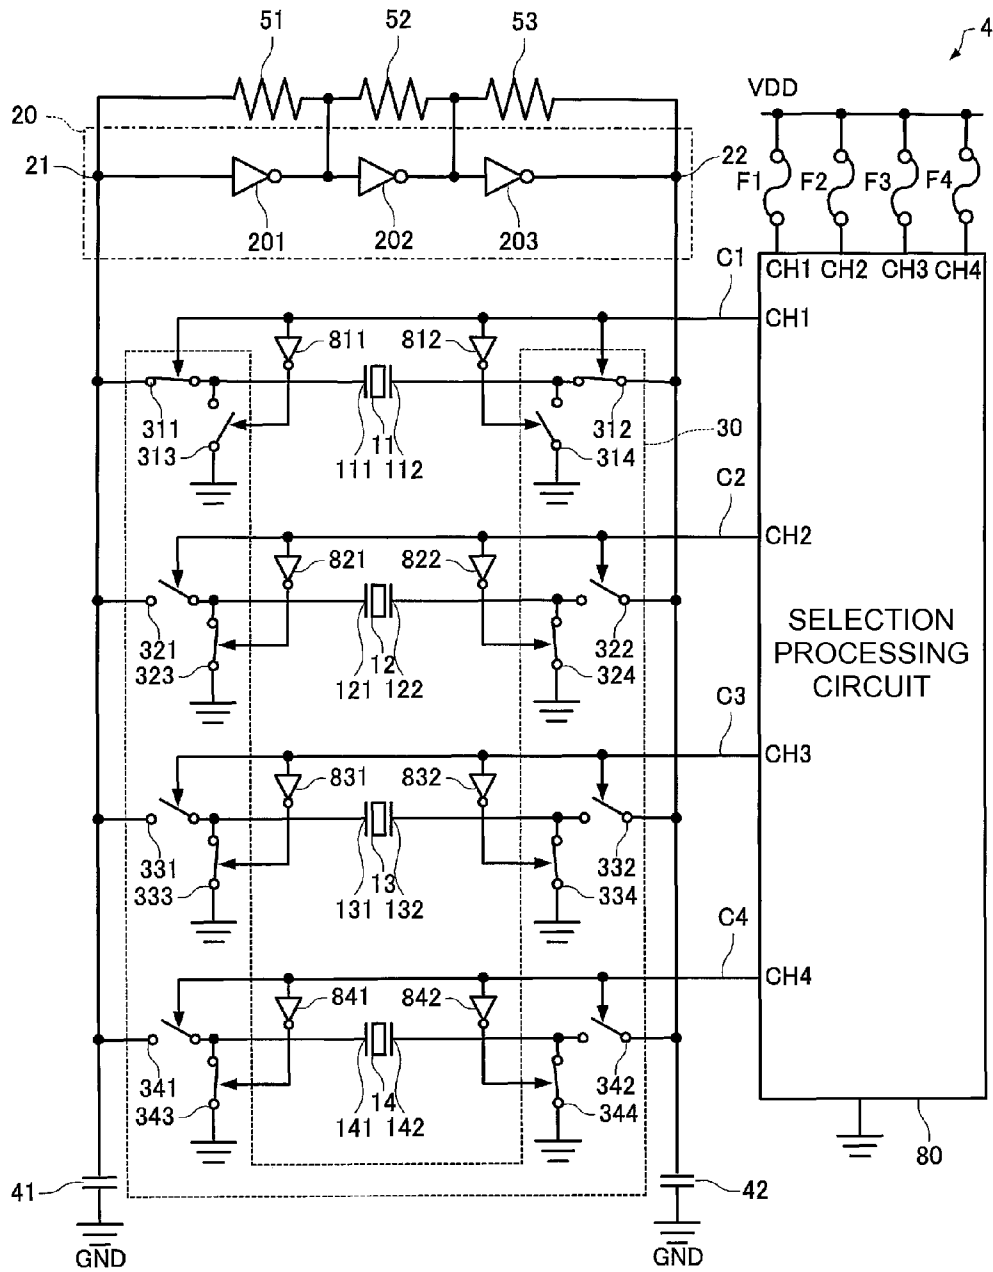 51 52 53 4
VDD
20
21 22
F1 F2 F3 F4
201 202 203
C1 CH1 CH2 CH3 CH4
CH1
811 812
311 312 30
313 11 314
111 112
C2
CH2
821 822
321 322
323 12 324
121 122
SELECTION
PROCESSING
CIRCUIT
C3
CH3
831 832
331 332
333 13 334
131 132
C4
CH4
841 842
341 342
343 14 344
141 142
80
41 42
GND GND